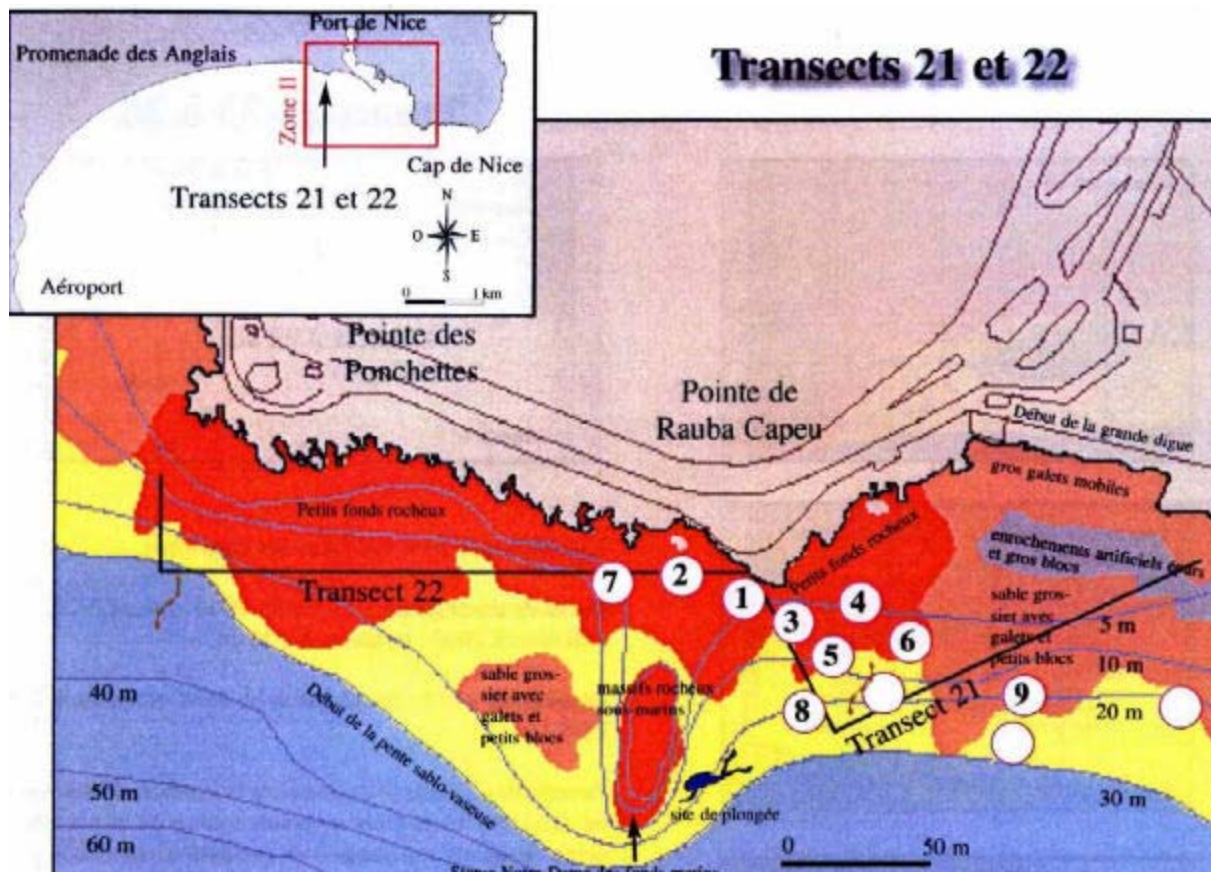 Port de Nice
Promenade des Anglais
Zone II
Cap de Nice
Transects 21 et 22
N
O
E
S
0
1 km
Aéroport
Transects 21 et 22
Pointe des
Ponchettes
Pointe de
Rauba Capeu
Début de la grande digue
gros galets mobiles
Petits fonds rocheux
Petits fonds rocheux
enrochements artificiels épars
et gros blocs
Transect 22
7
2
1
3
4
5
6
8
9
sable gros-
sier avec
galets et
petits blocs
5 m
10 m
20 m
30 m
Transect 21
sable gros-
sier avec
galets et
petits blocs
massifs rocheux
sous-marins
40 m
50 m
60 m
Début de la pente sablo-vaseuse
site de plongée
0
50 m